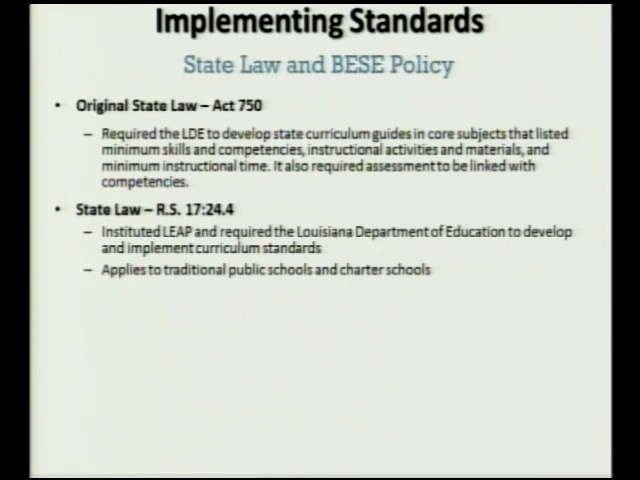 Implementing Standards
State Law and BESE Policy
• Original State Law – Act 750
– Required the LDE to develop state curriculum guides in core subjects that listed
minimum skills and competencies, instructional activities and materials, and
minimum instructional time. It also required assessment to be linked with
competencies.
• State Law – R.S. 17:24.4
– Instituted LEAP and required the Louisiana Department of Education to develop
and implement curriculum standards
– Applies to traditional public schools and charter schools